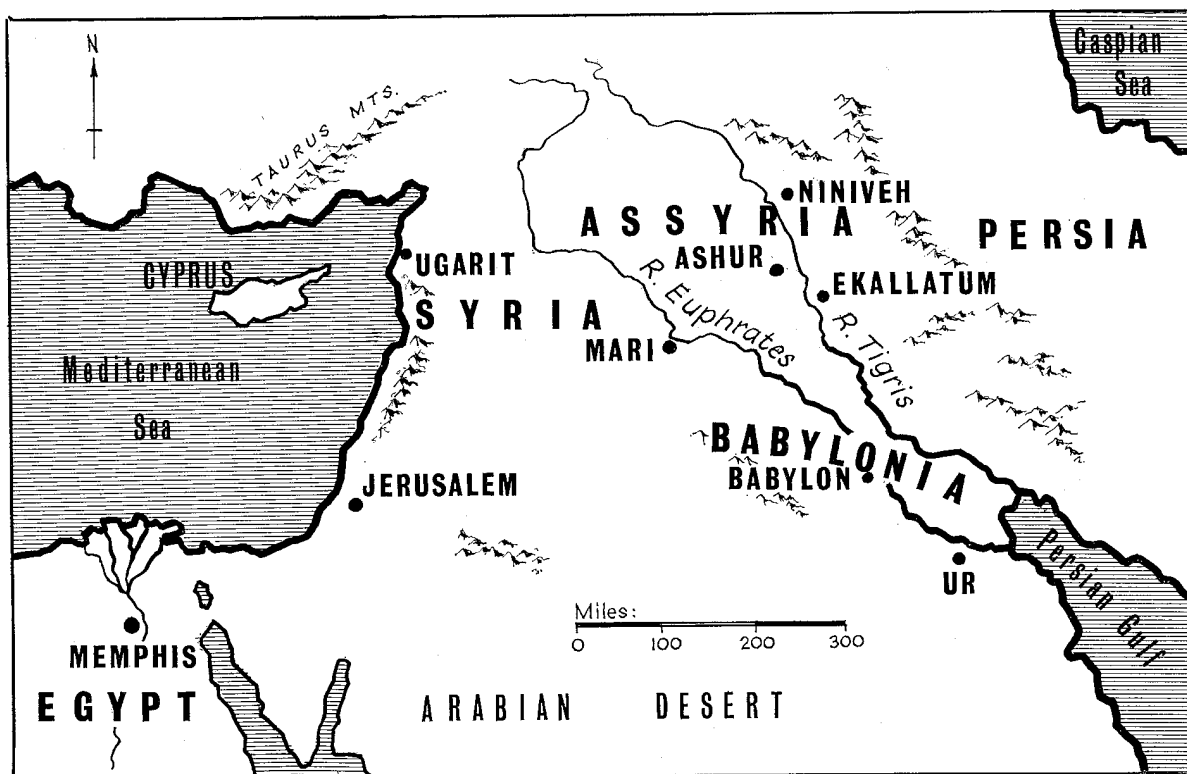 N
Caspian
Sea
TAURUS MTS.
NINIVEH
ASSYRIA
PERSIA
CYPRUS
UGARIT
ASHUR
EKALLATUM
SYRIA
R. Euphrates
MARI
R. Tigris
Mediterranean
Sea
BABYLONIA
BABYLON
JERUSALEM
Persian Gulf
UR
Miles:
0 100 200 300
MEMPHIS
EGYPT
ARABIAN DESERT